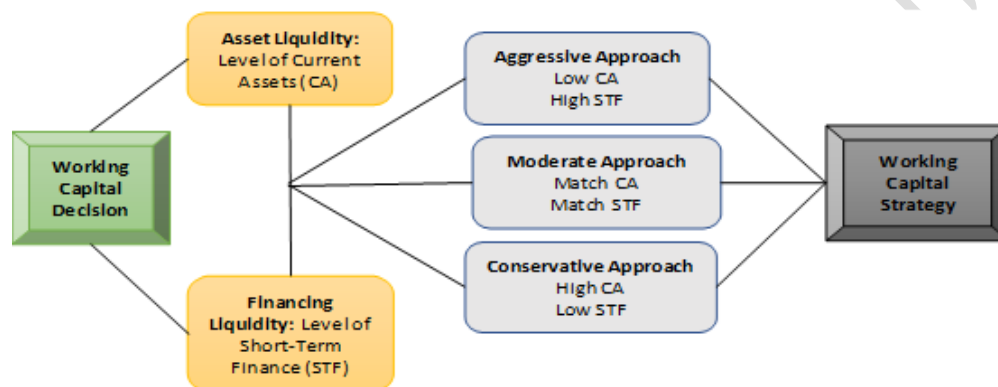 Asset Liquidity:
Level of Current
Assets (CA)
Aggressive Approach
Low CA
High STF
Working
Capital
Decision
Moderate Approach
Match CA
Match STF
Working
Capital
Strategy
Financing
Liquidity: Level of
Short-Term
Finance (STF)
Conservative Approach
High CA
Low STF